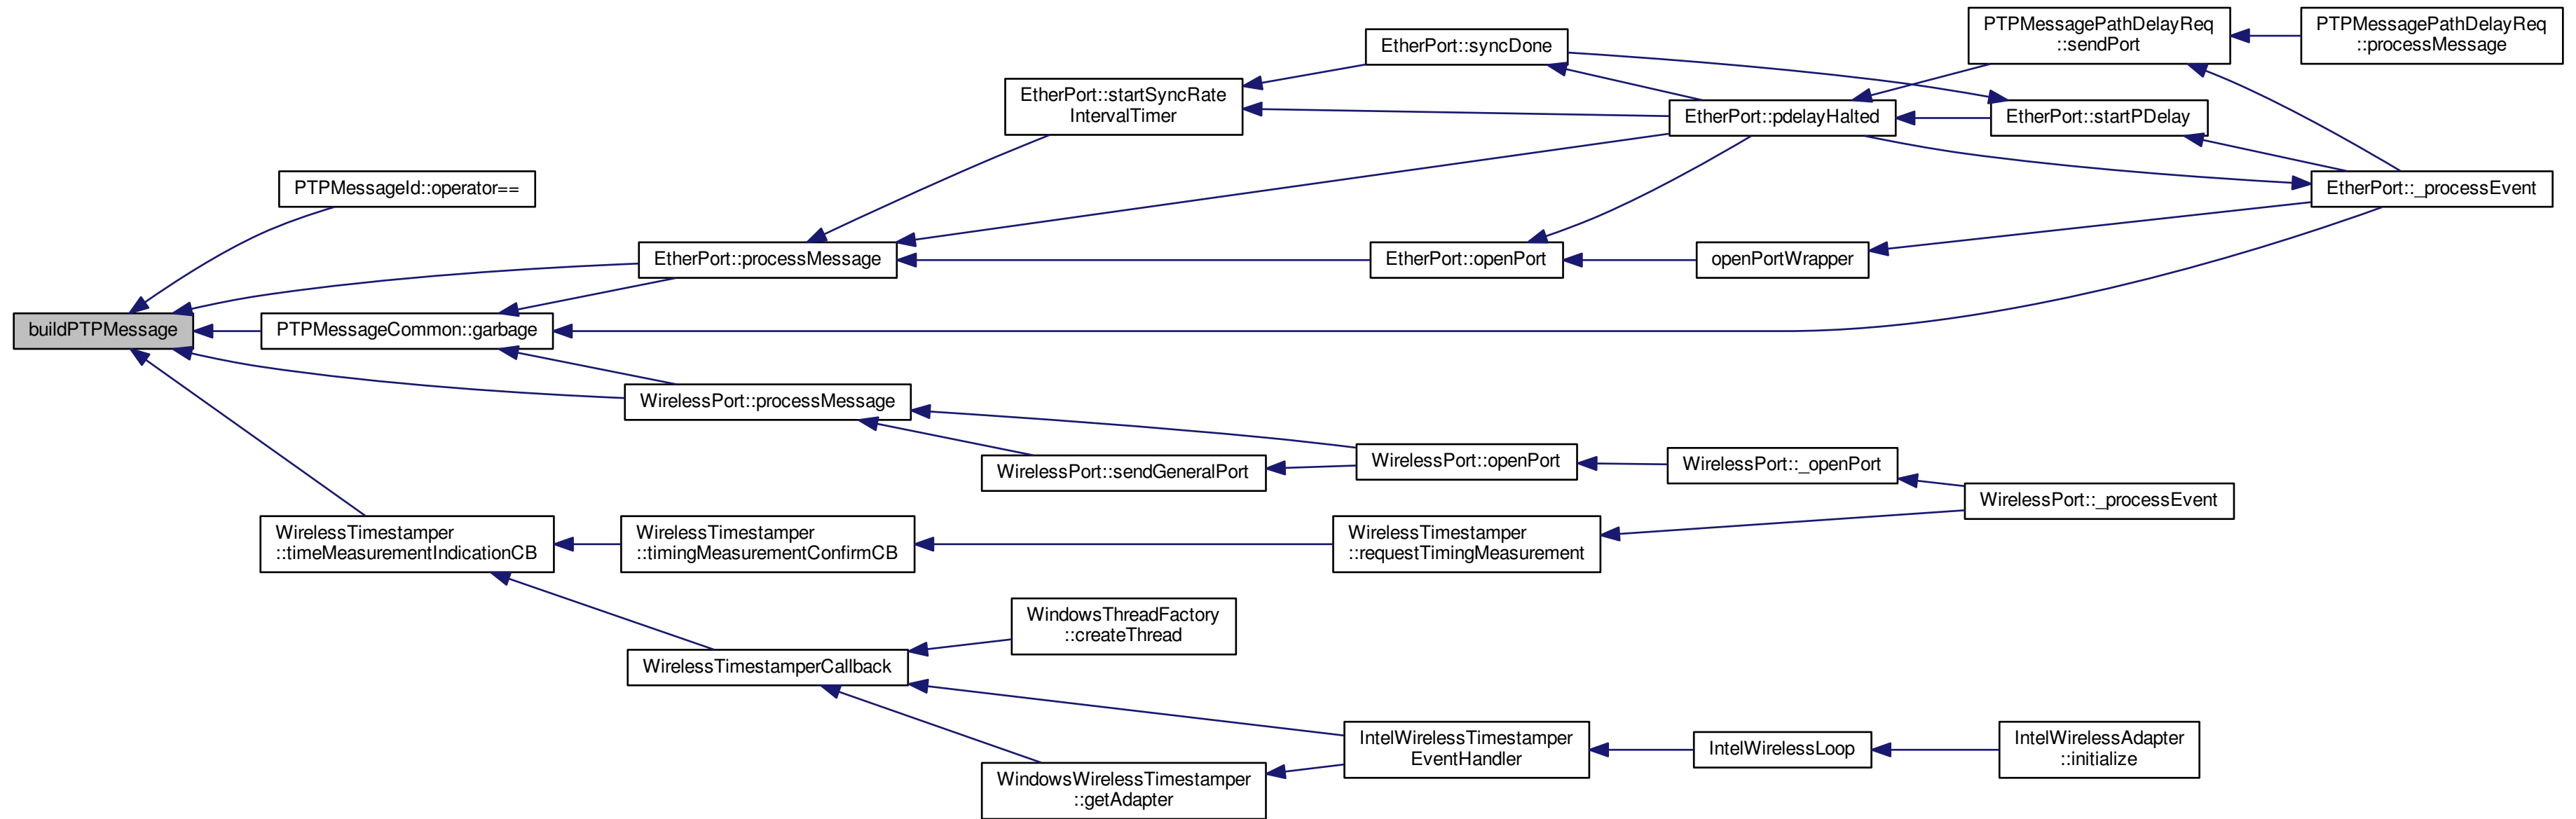 PTPMessagePathDelayReq
::sendPort
PTPMessagePathDelayReq
::processMessage
EtherPort::syncDone
EtherPort::startSyncRate
IntervalTimer
EtherPort::pdelayHalted
EtherPort::startPDelay
PTPMessageId::operator==
EtherPort::_processEvent
EtherPort::processMessage
EtherPort::openPort
openPortWrapper
buildPTPMessage
PTPMessageCommon::garbage
WirelessPort::processMessage
WirelessPort::sendGeneralPort
WirelessPort::openPort
WirelessPort::_openPort
WirelessPort::_processEvent
WirelessTimestamper
::timeMeasurementIndicationCB
WirelessTimestamper
::timingMeasurementConfirmCB
WirelessTimestamper
::requestTimingMeasurement
WindowsThreadFactory
::createThread
WirelessTimestamperCallback
IntelWirelessTimestamper
EventHandler
IntelWirelessLoop
IntelWirelessAdapter
::initialize
WindowsWirelessTimestamper
::getAdapter